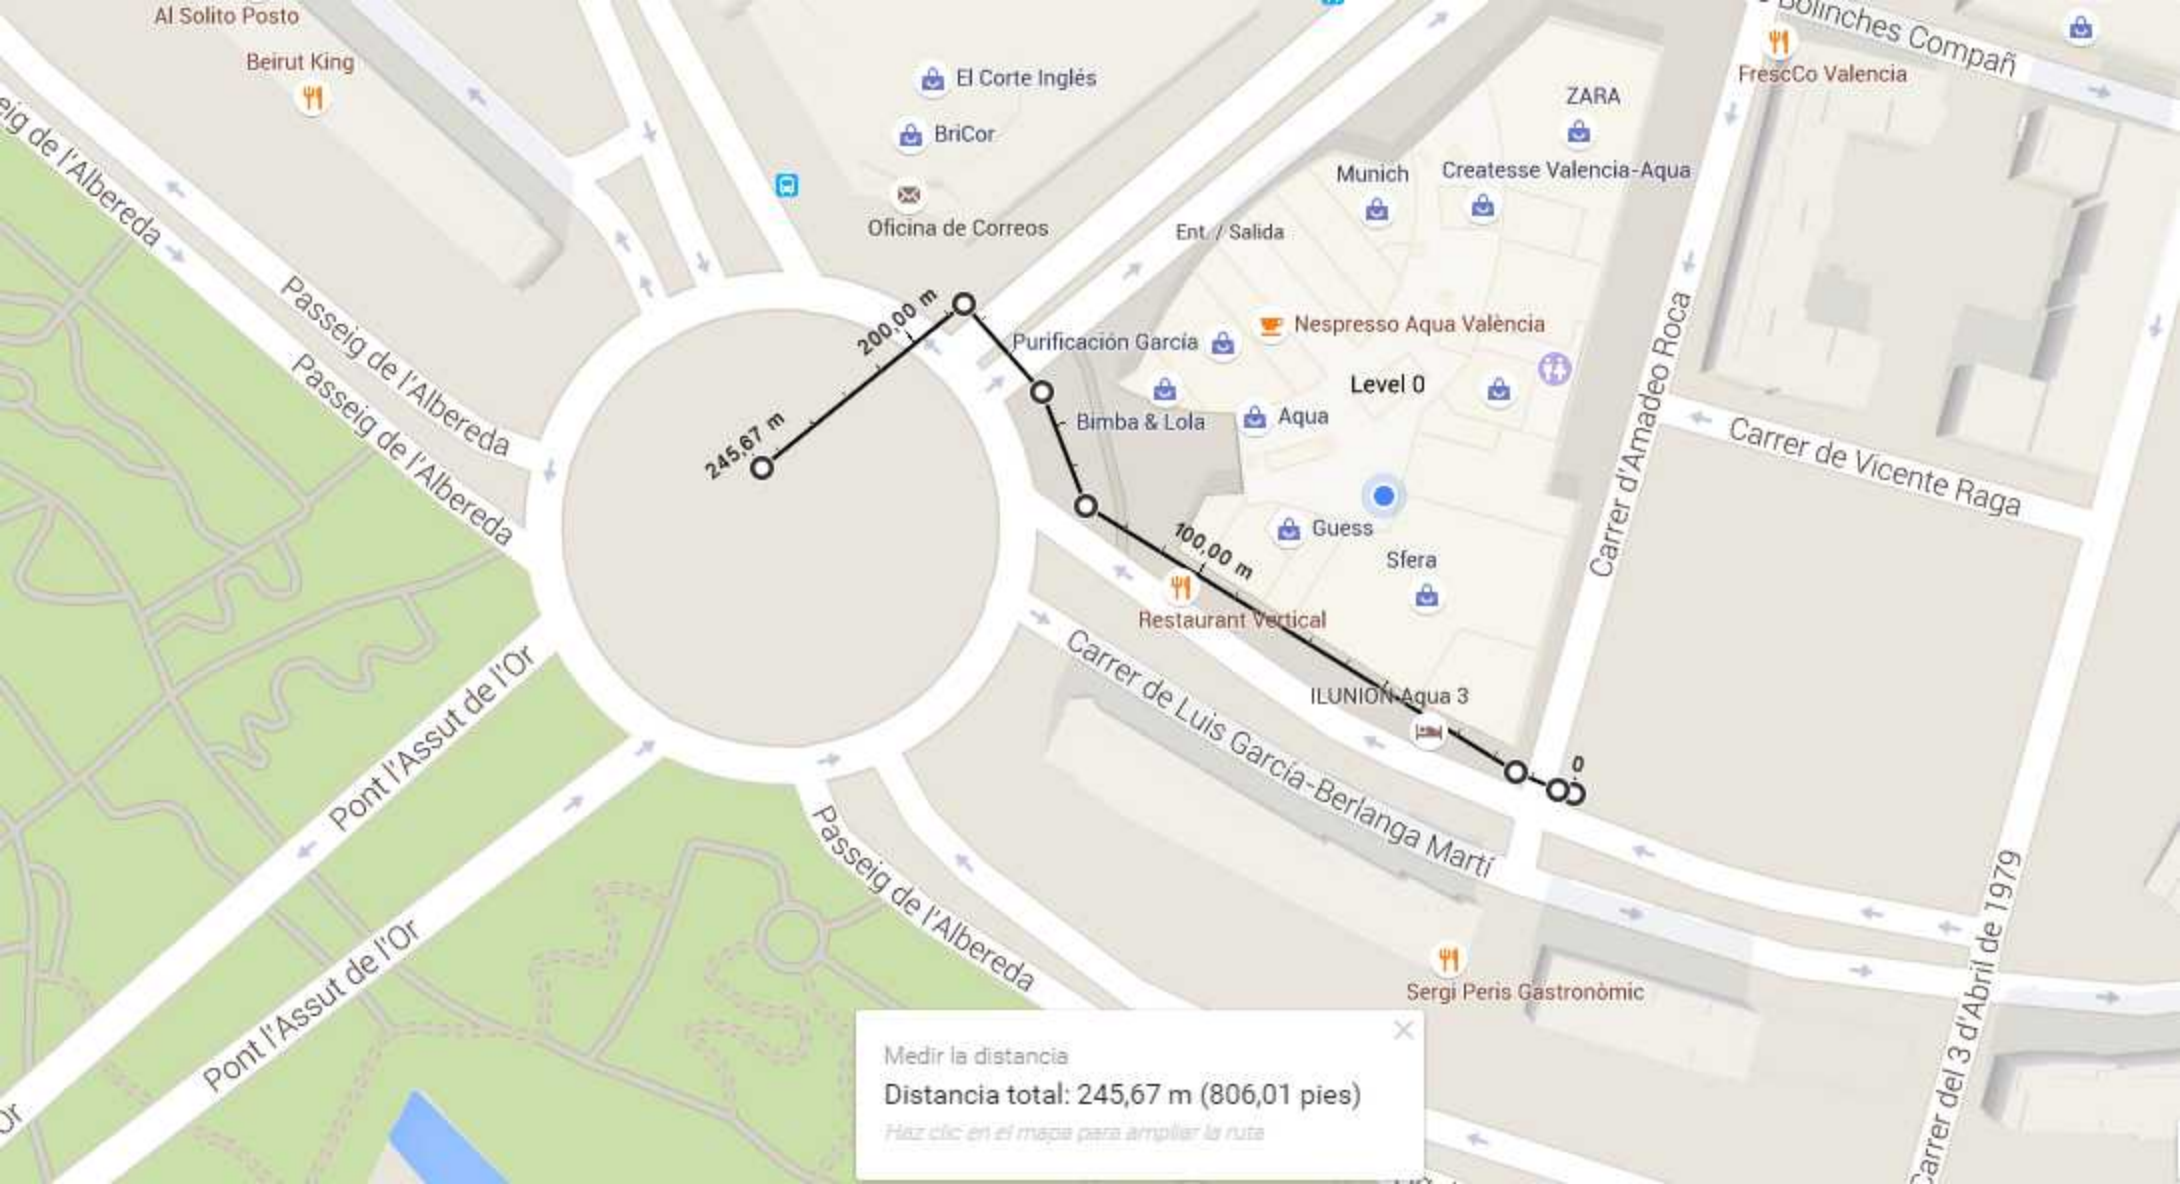 Al Solito Posto
Beirut King
El Corte Inglés
BriCor
Oficina de Correos
Ent. / Salida
ZARA
Munich
Createsse Valencia-Aqua
FrescCo Valencia
Bolinches Compañ
eig de l'Albereda
Passeig de l'Albereda
Passeig de l'Albereda
200,00 m
245,67 m
Purificación García
Nespresso Aqua València
Level 0
Bimba & Lola
Aqua
Guess
Sfera
100,00 m
Restaurant Vertical
ILUNION Aqua 3
0
Carrer d'Amadeo Roca
Carrer de Vicente Raga
Carrer de Luis García-Berlanga Martí
Pont l'Assut de l'Or
Pont l'Assut de l'Or
Or
Passeig de l'Albereda
Sergi Peris Gastronòmic
Carrer del 3 d'Abril de 1979
Medir la distancia
Distancia total: 245,67 m (806,01 pies)
Haz clic en el mapa para ampliar la ruta